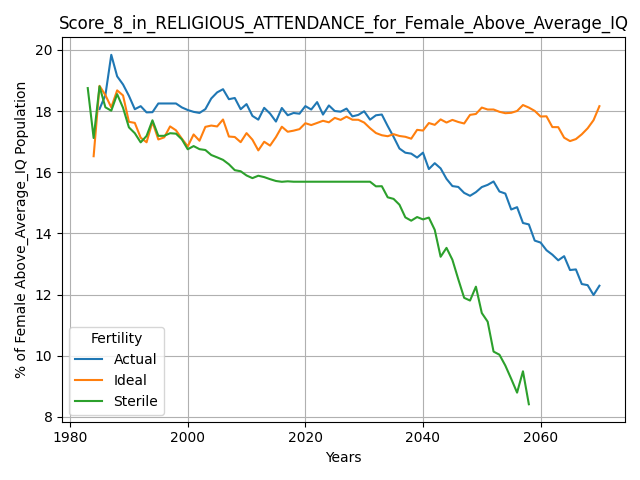 Score_8_in_RELIGIOUS_ATTENDANCE_for_Female_Above_Average_IQ
% of Female Above_Average_IQ Population
20
18
16
14
12
10
8
Fertility
Actual
Ideal
Sterile
1980
2000
2020
2040
2060
Years